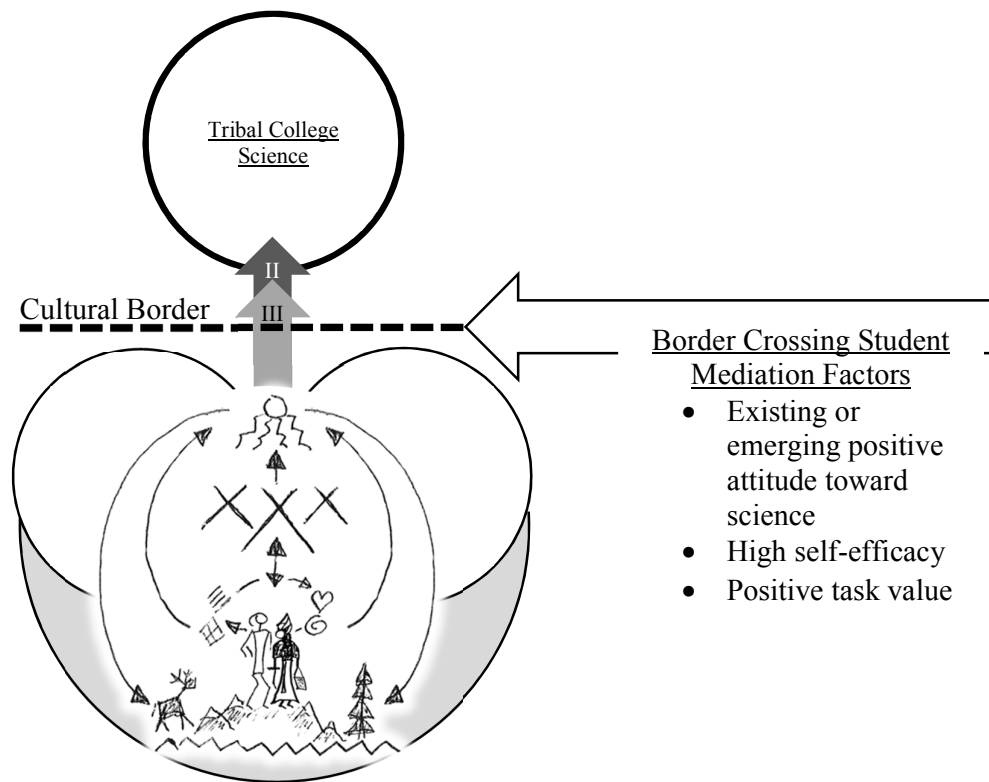 Tribal College
Science
II
Cultural Border
III
Border Crossing Student
Mediation Factors
• Existing or
emerging positive
attitude toward
science
• High self-efficacy
• Positive task value